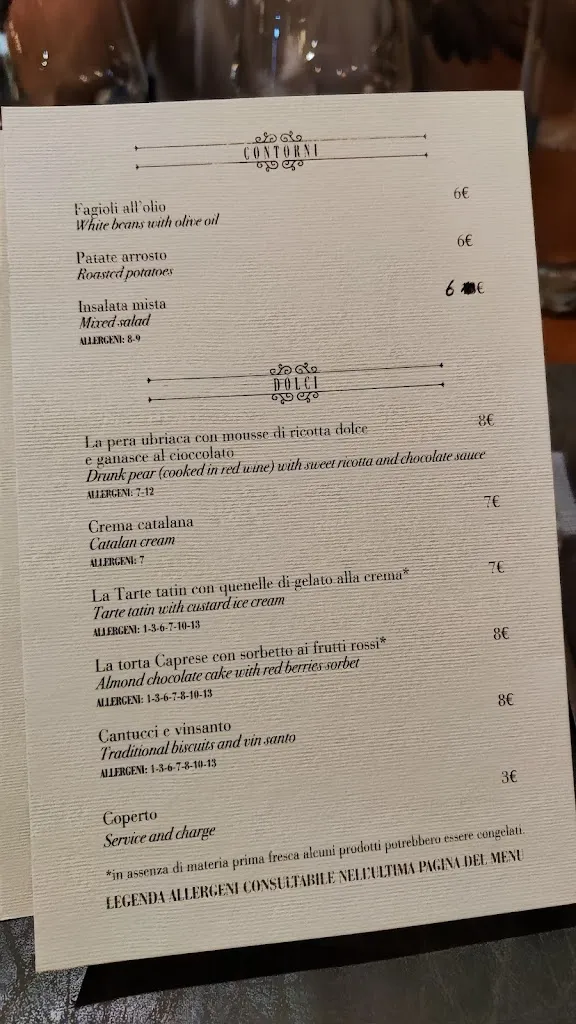 CONTORNI
Fagioli all'olio 6€
White beans with olive oil
Patate arrosto 6€
Roasted potatoes
Insalata mista 6 €
Mixed salad
ALLERGENI: 8-9
DOLCI
La pera ubriaca con mousse di ricotta dolce 8€
e ganasce al cioccolato
Drunk pear (cooked in red wine) with sweet ricotta and chocolate sauce
ALLERGENI: 7-12
Crema catalana 7€
Catalan cream
ALLERGENI: 7
La Tarte tatin con quenelle di gelato alla crema* 7€
Tarte tatin with custard ice cream
ALLERGENI: 1-3-6-7-10-13
La torta Caprese con sorbetto ai frutti rossi* 8€
Almond chocolate cake with red berries sorbet
ALLERGENI: 1-3-6-7-8-10-13
Cantucci e vinsanto 8€
Traditional biscuits and vin santo
ALLERGENI: 1-3-6-7-8-10-13
Coperto 3€
Service and charge
*in assenza di materia prima fresca alcuni prodotti potrebbero essere congelati.
LEGENDA ALLERGENI CONSULTABILE NELL'ULTIMA PAGINA DEL MENU